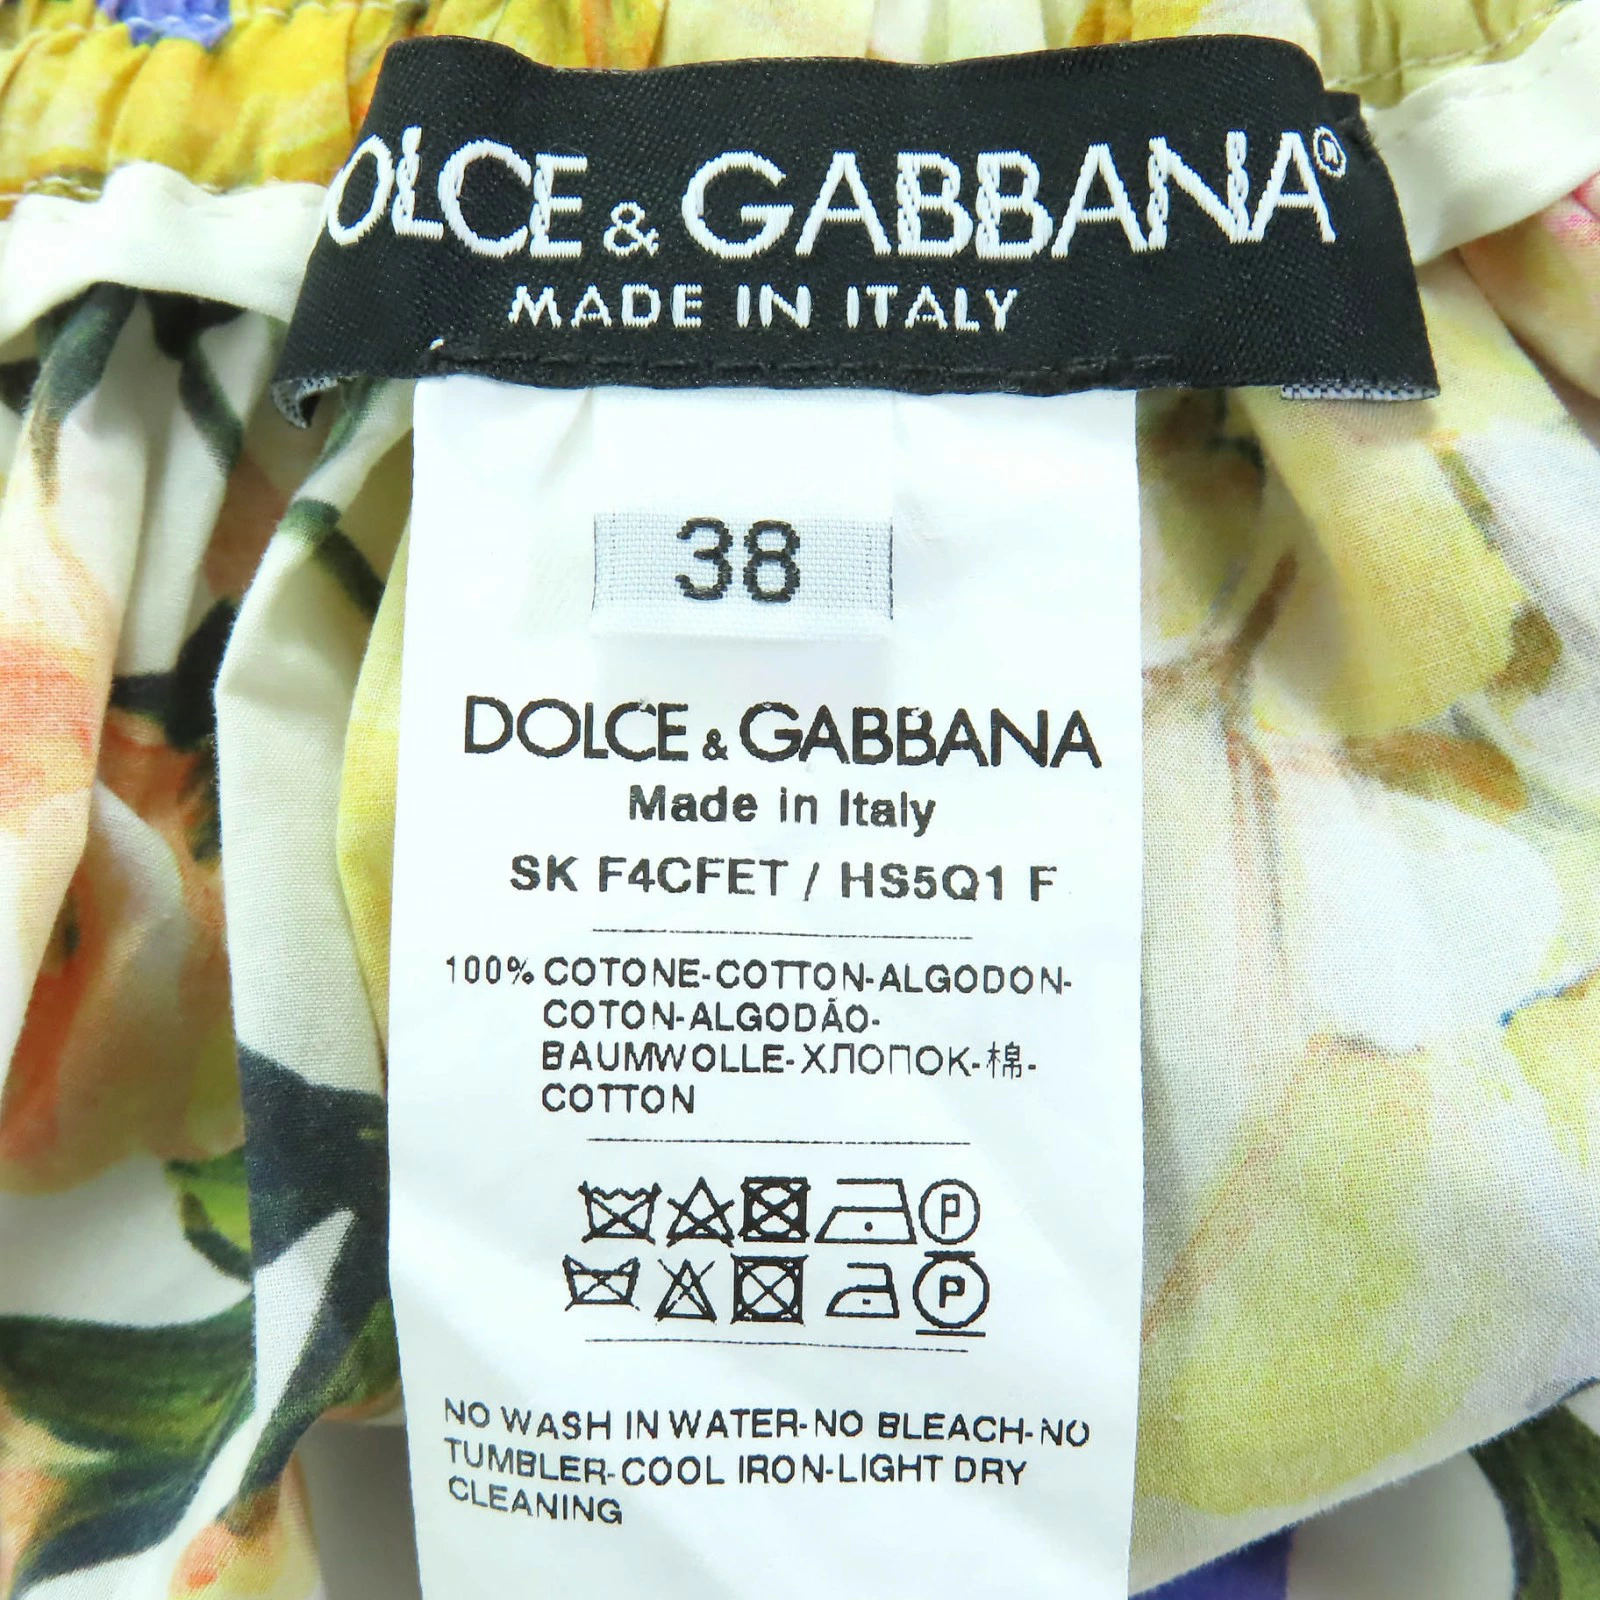 DOLCE & GABBANA®
MADE IN ITALY
38
DOLCE & GABBANA
Made in Italy
SK F4CFET / HS5Q1 F
100% COTONE-COTTON-ALGODON-
COTON-ALGODÃO-
BAUMWOLLE-ХЛОПОК-棉-
COTTON
P
P
NO WASH IN WATER-NO BLEACH-NO
TUMBLER-COOL IRON-LIGHT DRY
CLEANING